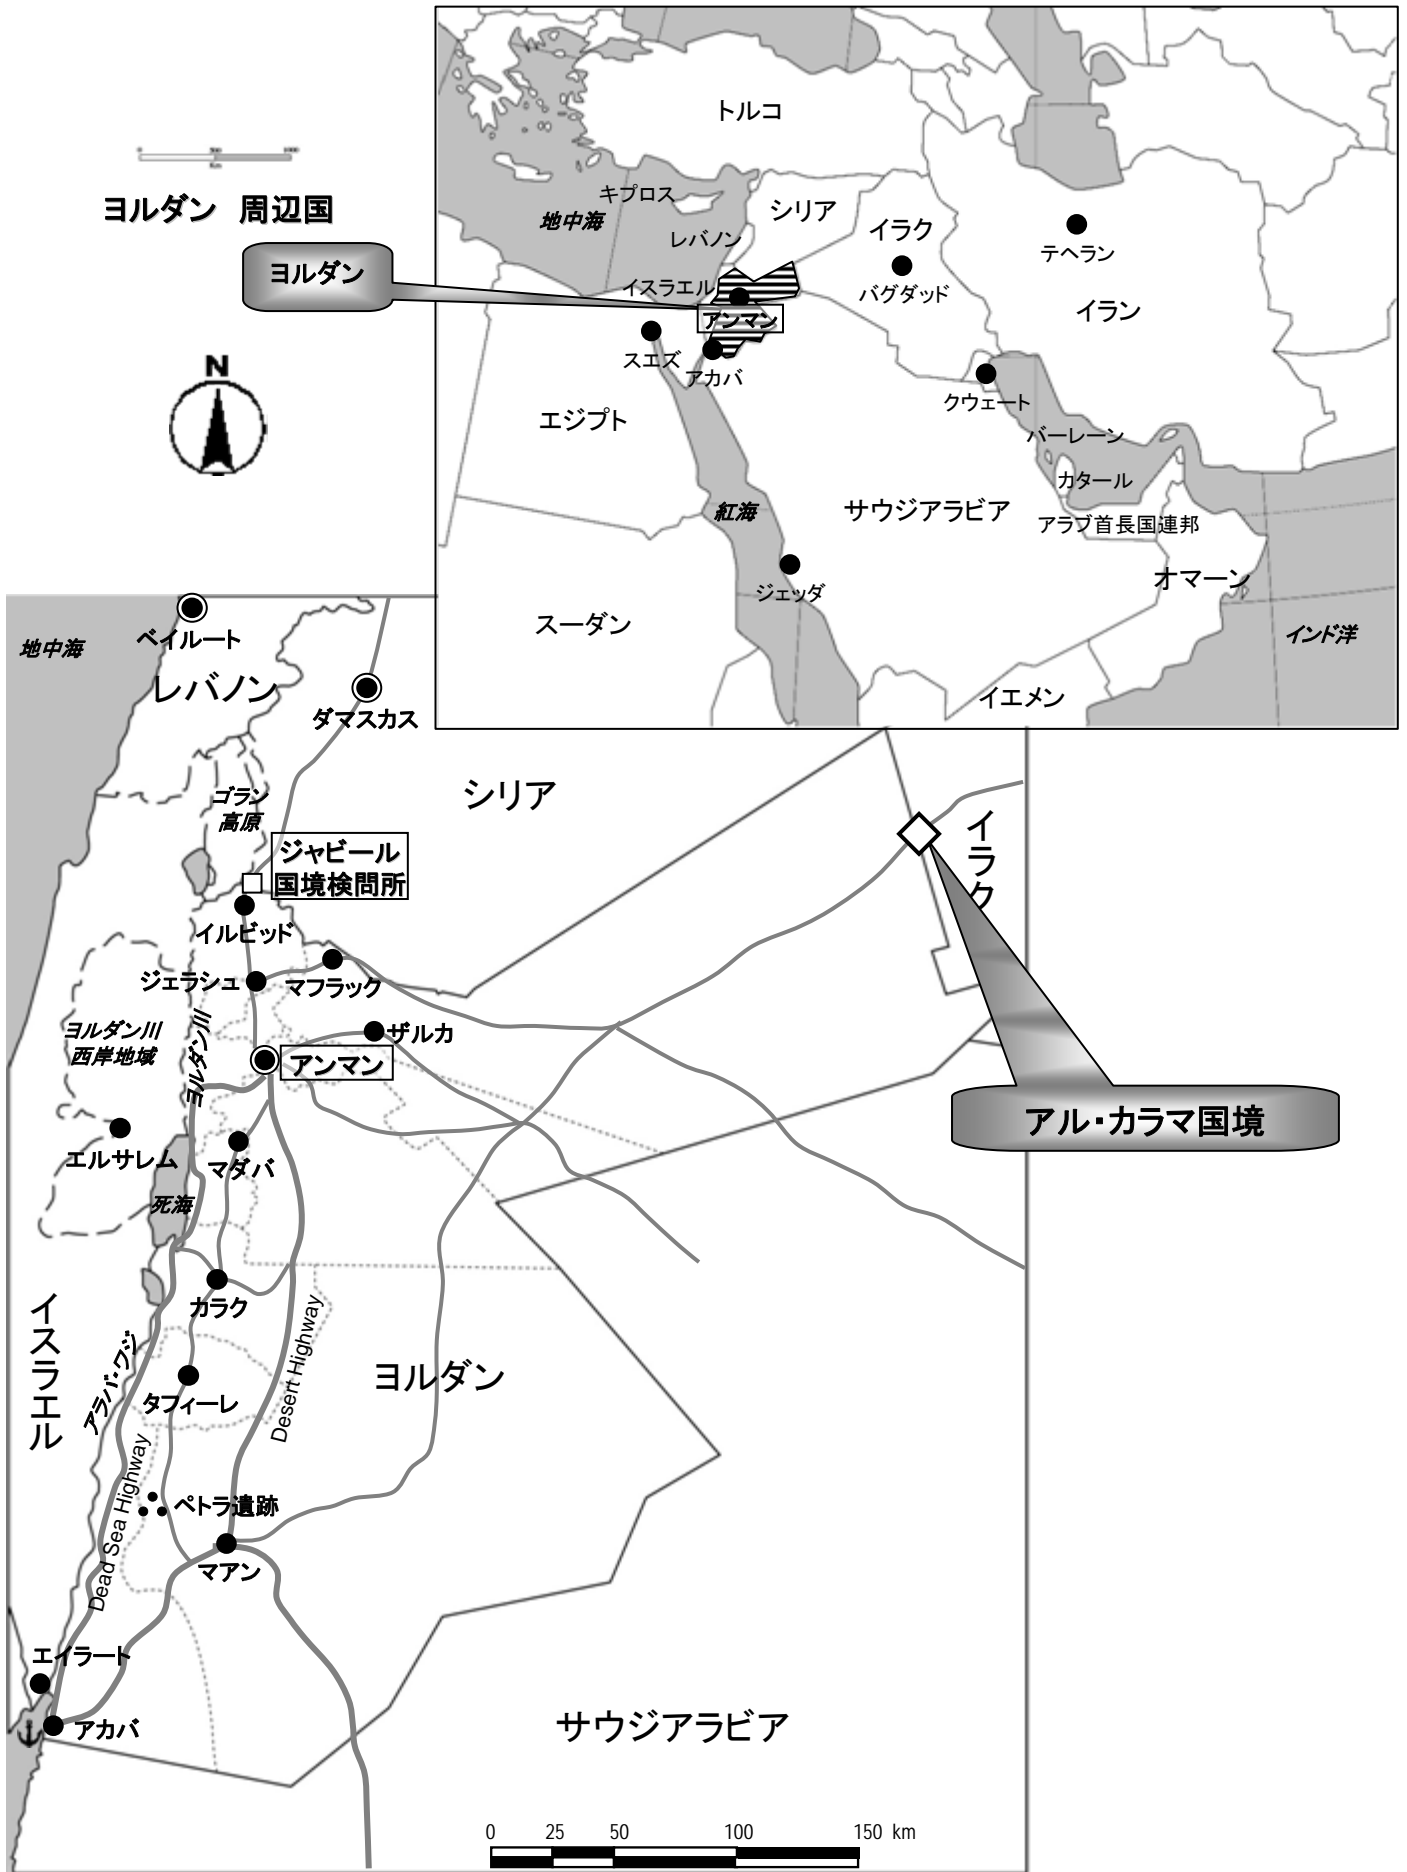 トルコ
キプロス
地中海
シリア
レバノン
イラク
テヘラン
バグダッド
イスラエル
イラン
アンマン
スエズ
アカバ
クウェート
エジプト
バーレーン
カタール
紅海
サウジアラビア
アラブ首長国連邦
オマーン
ジェッダ
スーダン
インド洋
イエメン
0 500 1000
Km
ヨルダン 周辺国
ヨルダン
N
地中海
ベイルート
レバノン
ダマスカス
シリア
ゴラン
高原
ジャビール
国境検問所
イラク
イルビッド
ジェラシュ
マフラック
ヨルダン川
西岸地域
ヨルダン川
ザルカ
アンマン
アル・カラマ国境
エルサレム
マダバ
死海
カラク
イスラエル
アラバ・ワジ
Desert Highway
ヨルダン
タフィーレ
Dead Sea Highway
ペトラ遺跡
マアン
エイラート
アカバ
サウジアラビア
0 25 50 100 150 km